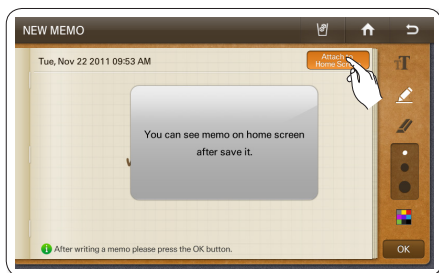 NEW MEMO
Tue, Nov 22 2011 09:53 AM
Attach to
Home Screen
You can see memo on home screen
after save it.
After writing a memo please press the OK button.
OK
T